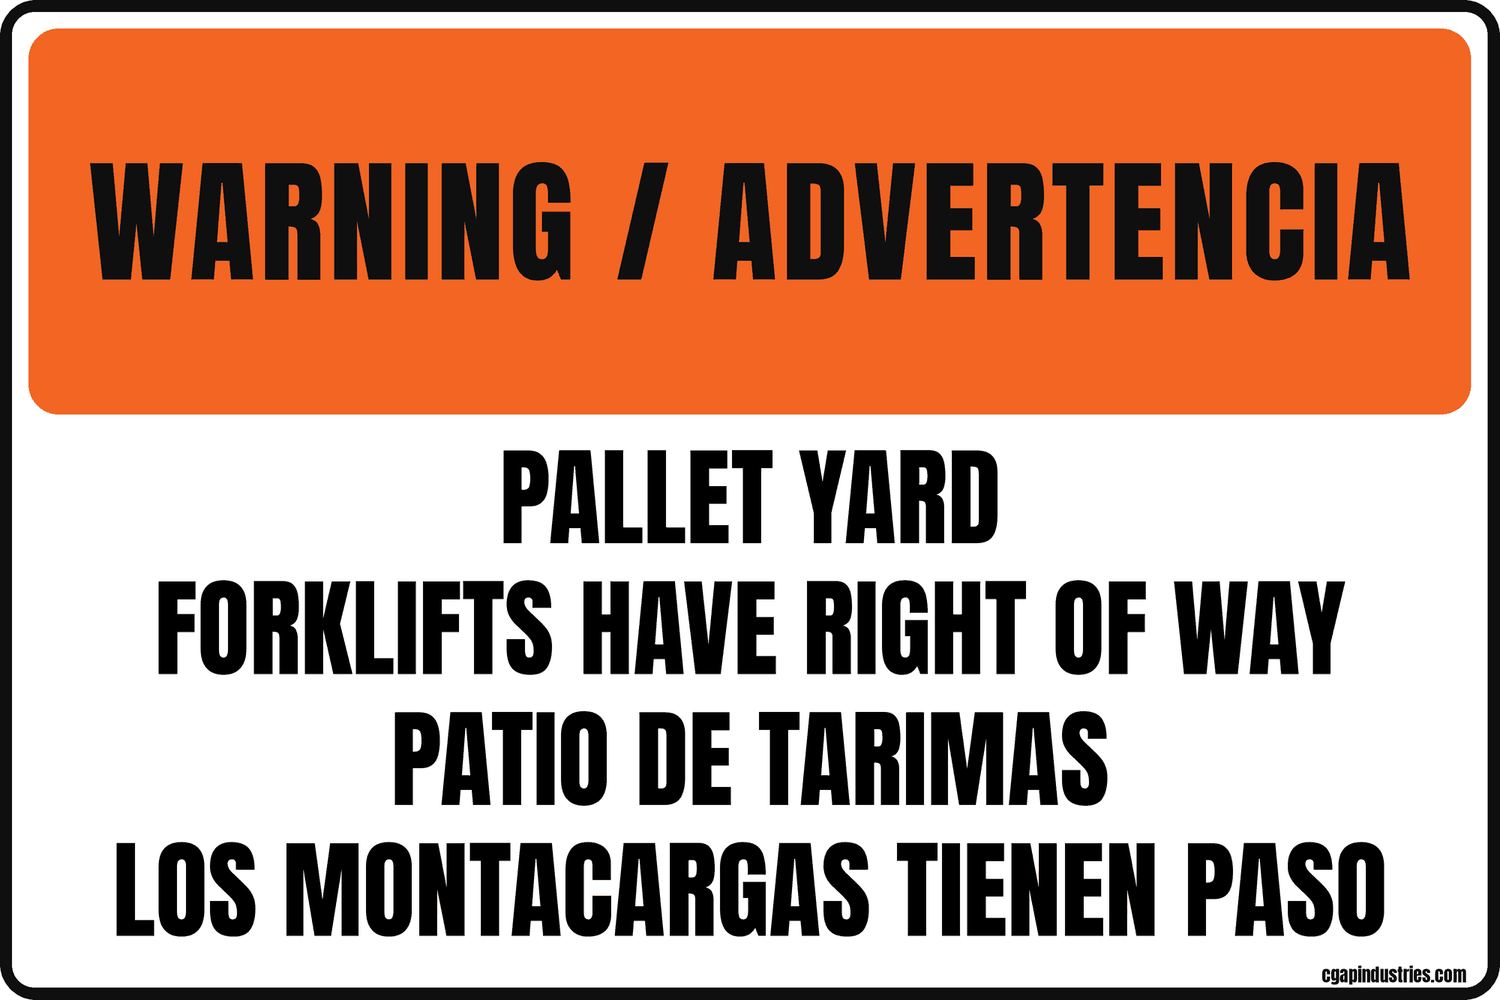 WARNING / ADVERTENCIA
PALLET YARD
FORKLIFTS HAVE RIGHT OF WAY
PATIO DE TARIMAS
LOS MONTACARGAS TIENEN PASO
cgapindustries.com